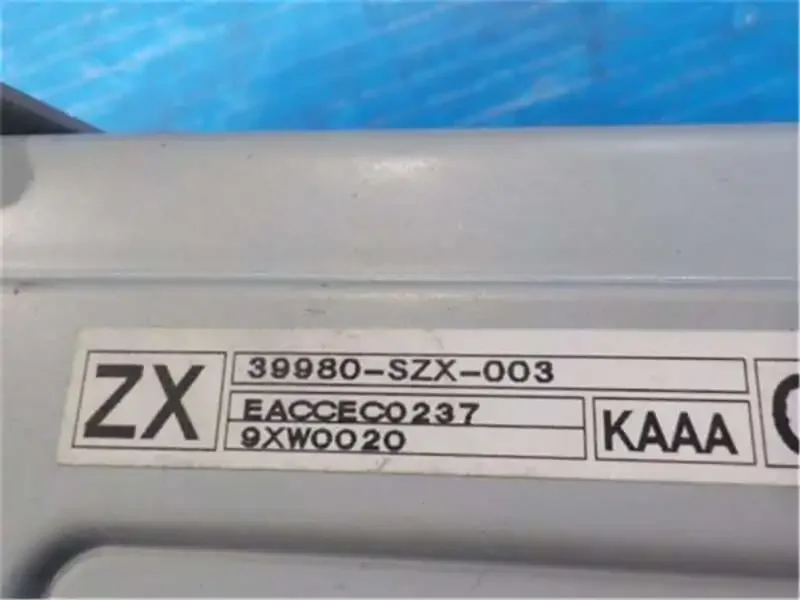 ZX
39980-SZX-003
EACCEC0237
9XW0020
KAAA